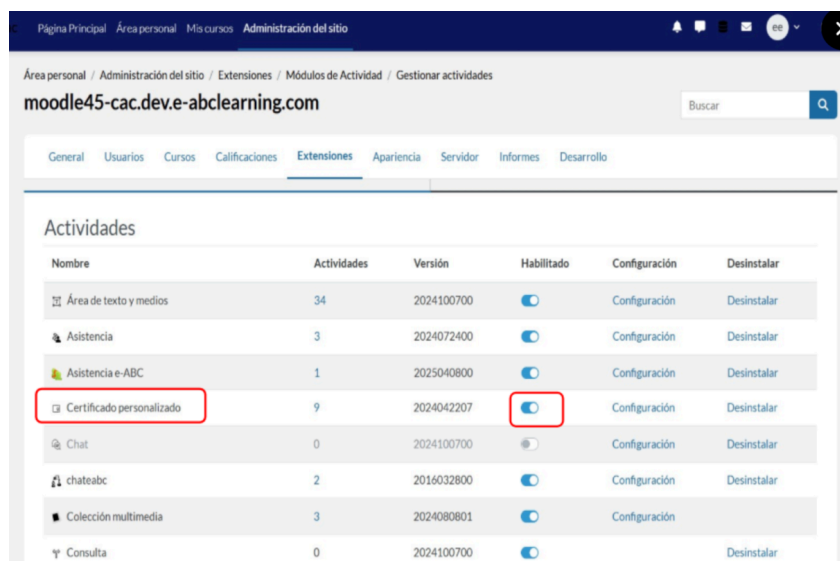 Página Principal Área personal Mis cursos Administración del sitio ee
Área personal / Administración del sitio / Extensiones / Módulos de Actividad / Gestionar actividades
moodle45-cac.dev.e-abclearning.com
Buscar
General Usuarios Cursos Calificaciones Extensiones Apariencia Servidor Informes Desarrollo
Actividades
Nombre Actividades Versión Habilitado Configuración Desinstalar
Área de texto y medios 34 2024100700 Configuración Desinstalar
Asistencia 3 2024072400 Configuración Desinstalar
Asistencia e-ABC 1 2025040800 Configuración Desinstalar
Certificado personalizado 9 2024042207 Configuración Desinstalar
Chat 0 2024100700 Configuración Desinstalar
chateabc 2 2016032800 Configuración Desinstalar
Colección multimedia 3 2024080801 Configuración
Consulta 0 2024100700 Desinstalar